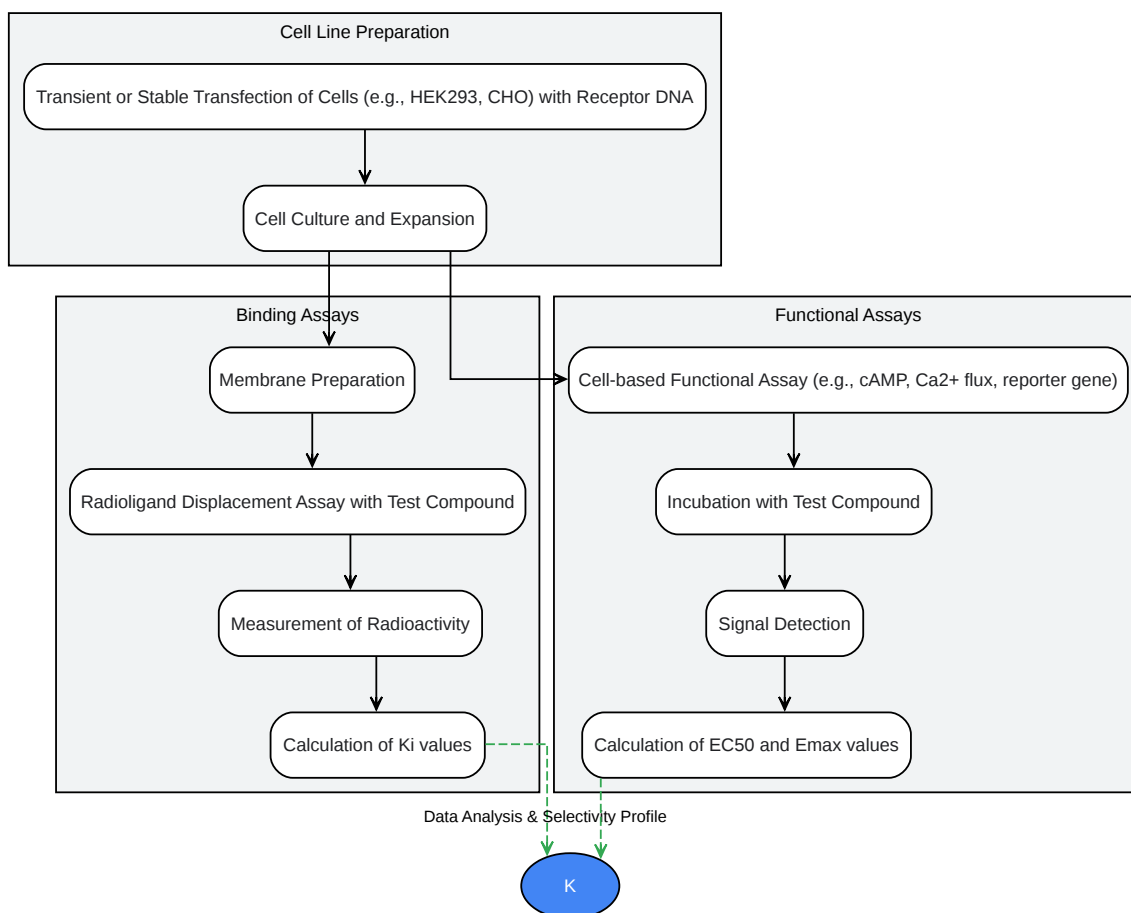 Cell Line Preparation
Transient or Stable Transfection of Cells (e.g., HEK293, CHO) with Receptor DNA
Cell Culture and Expansion
Binding Assays
Membrane Preparation
Radioligand Displacement Assay with Test Compound
Measurement of Radioactivity
Calculation of Ki values
Functional Assays
Cell-based Functional Assay (e.g., cAMP, Ca2+ flux, reporter gene)
Incubation with Test Compound
Signal Detection
Calculation of EC50 and Emax values
Data Analysis & Selectivity Profile
K